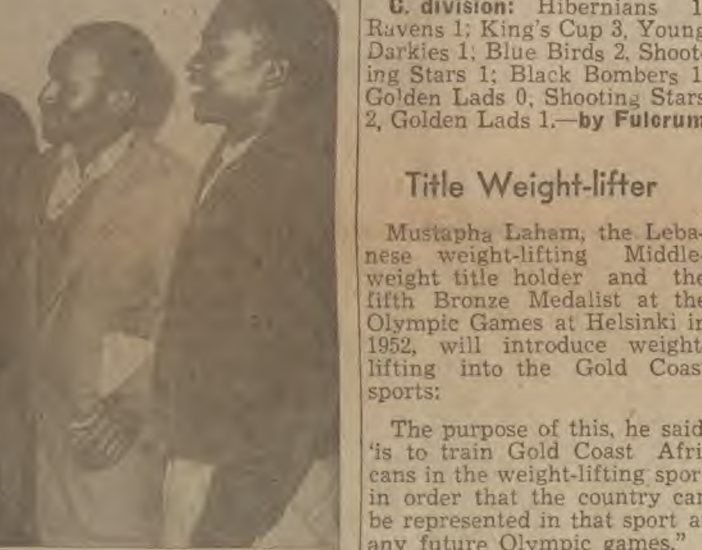 C. division: Hibernians 1
Ravens 1; King's Cup 3, Young
Darkies 1; Blue Birds 2, Shoot-
ing Stars 1; Black Bombers 1
Golden Lads 0, Shooting Stars
2, Golden Lads 1.—by Fulcrum
Title Weight-lifter
Mustapha Laham, the Leba-
nese weight-lifting Middle-
weight title holder and the
fifth Bronze Medalist at the
Olympic Games at Helsinki in
1952, will introduce weight
lifting into the Gold Coast
sports:
The purpose of this, he said
'is to train Gold Coast Afri
cans in the weight-lifting spor
in order that the country can
be represented in that sport a
any future Olympic games."